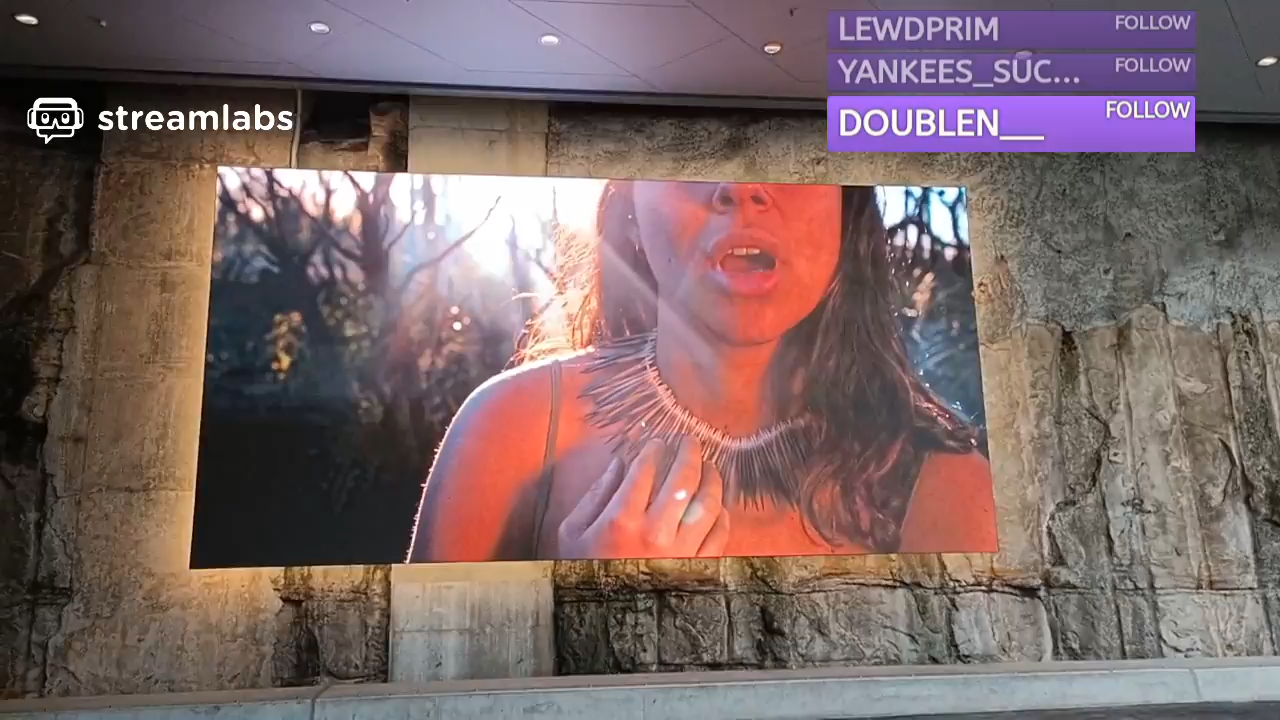 LEWDPRIM FOLLOW
YANKEES_SUC... FOLLOW
streamlabs
DOUBLEN__ FOLLOW